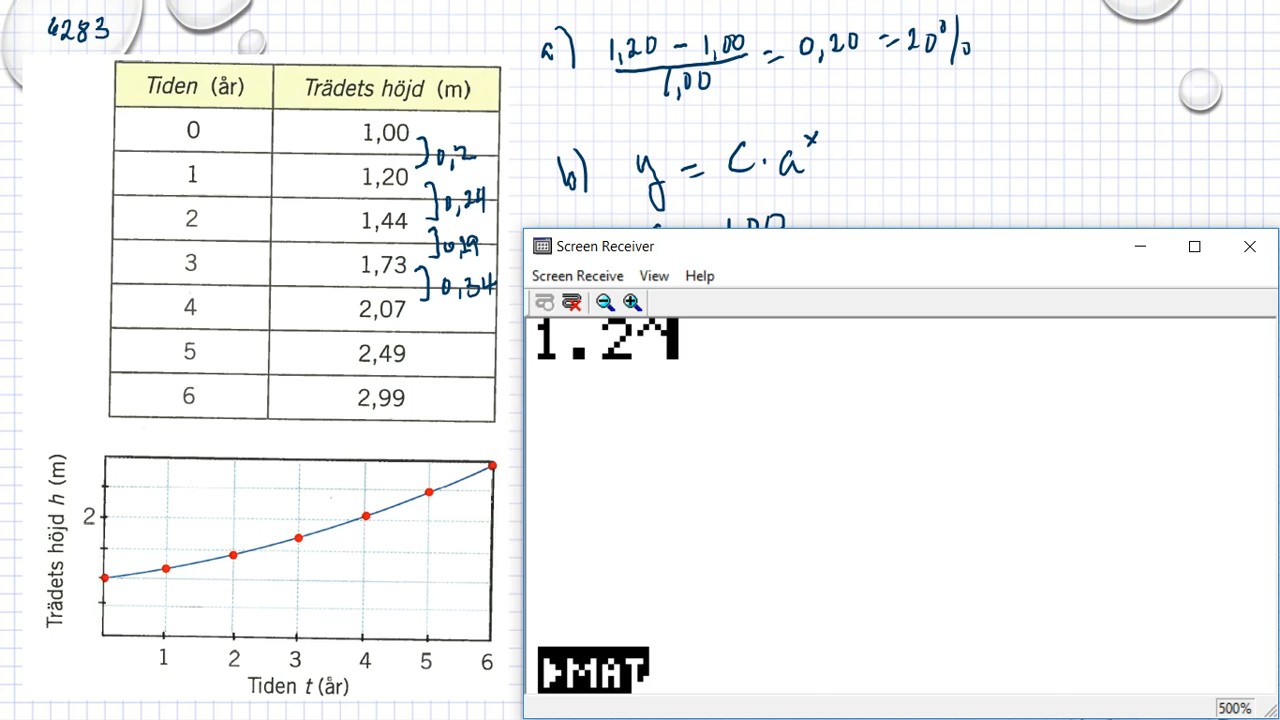 4283
Tiden (år) Trädets höjd (m)
0 1,00
1 1,20
2 1,44
3 1,73
4 2,07
5 2,49
6 2,99
0,2
0,24
0,29
0,34
Trädets höjd h (m)
2
1 2 3 4 5 6
Tiden t (år)
a) 1,20 - 1,00
1,00
= 0,20 = 20%
b) y = C · a^x
Screen Receiver
Screen Receive View Help
1.2^
▶MAT
500%